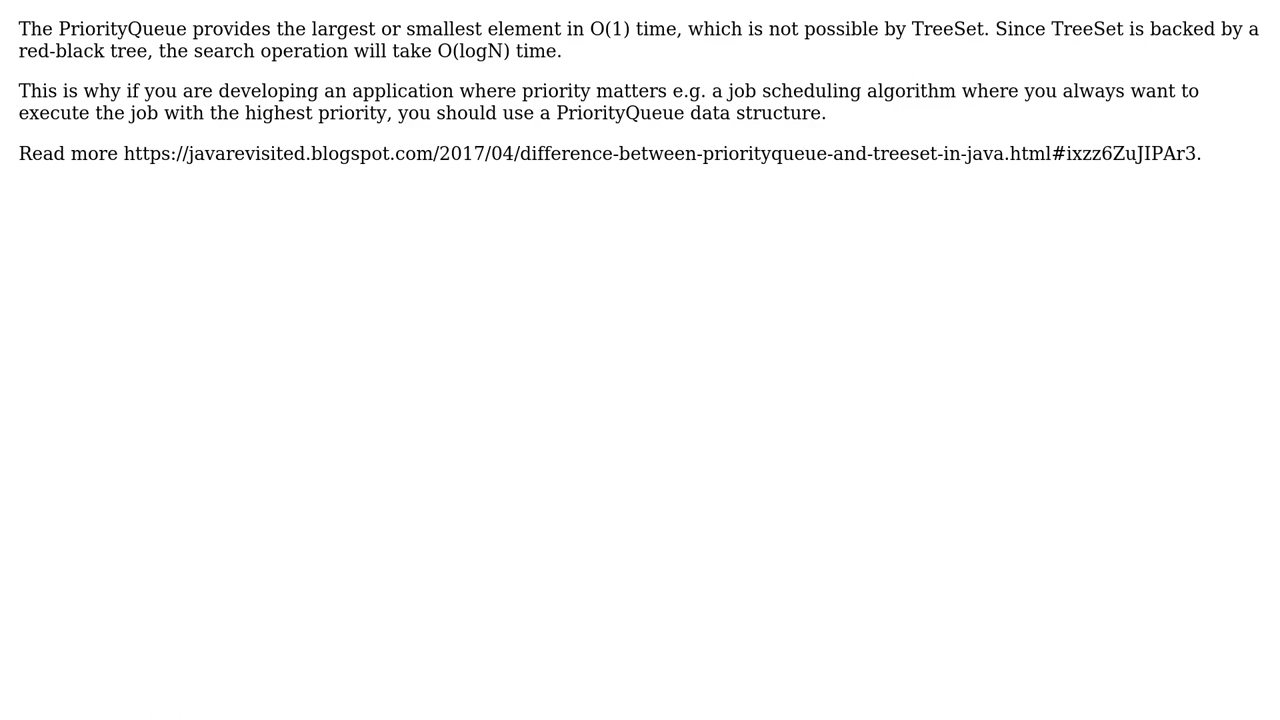 The PriorityQueue provides the largest or smallest element in O(1) time, which is not possible by TreeSet. Since TreeSet is backed by a
red-black tree, the search operation will take O(logN) time.
This is why if you are developing an application where priority matters e.g. a job scheduling algorithm where you always want to
execute the job with the highest priority, you should use a PriorityQueue data structure.
Read more https://javarevisited.blogspot.com/2017/04/difference-between-priorityqueue-and-treeset-in-java.html#ixzz6ZuJIPAr3.